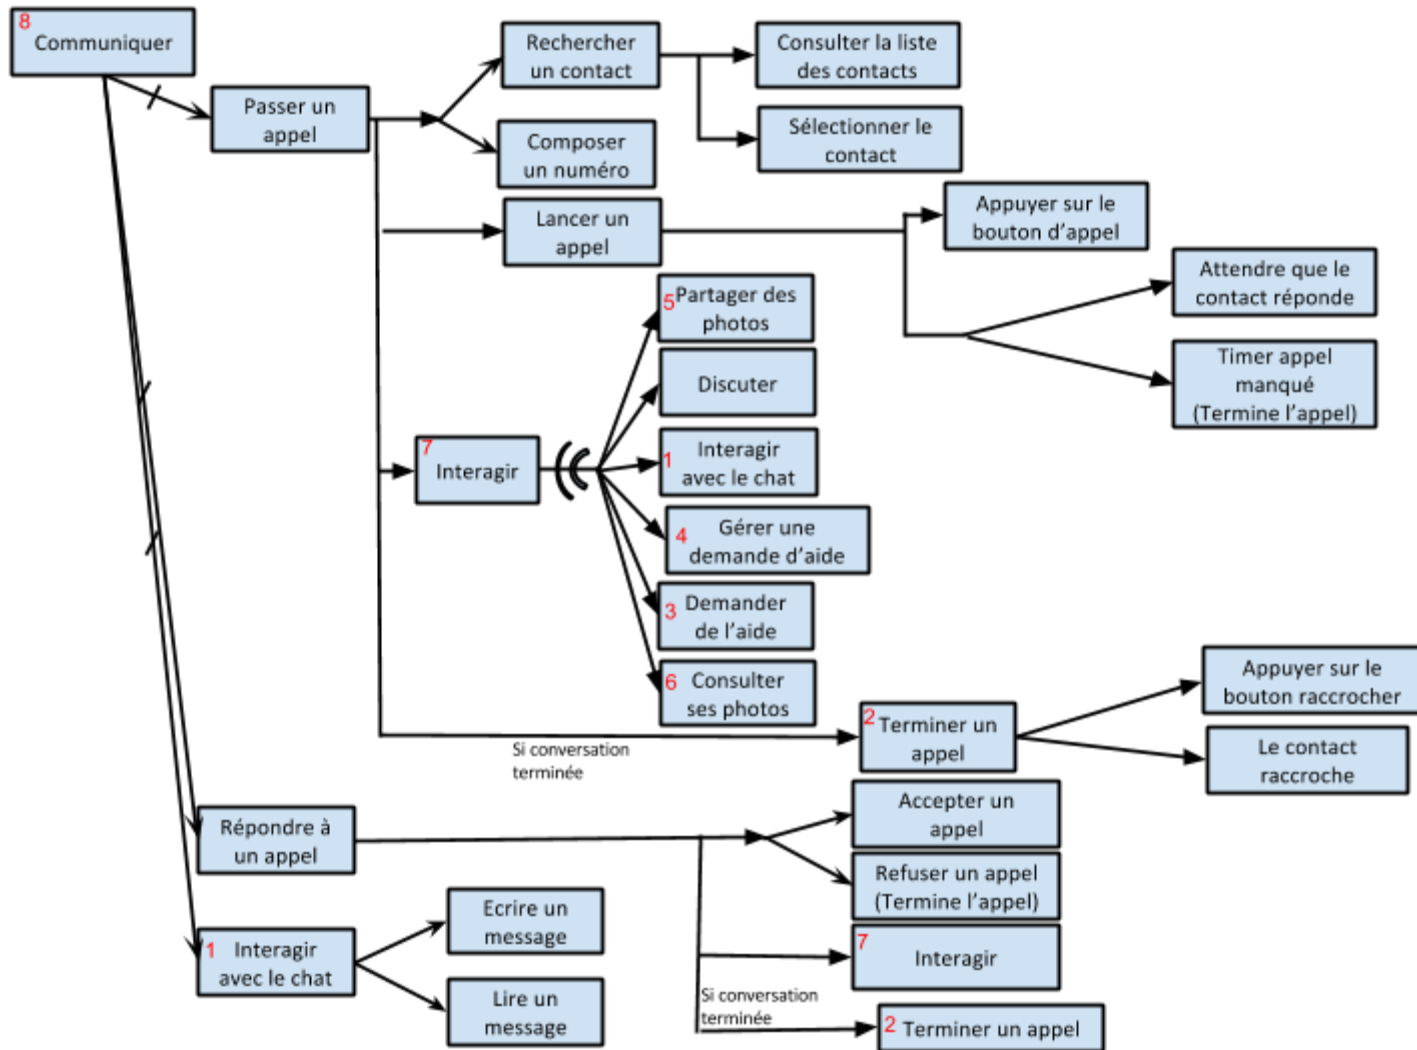 8
Communiquer
Passer un
appel
Rechercher
un contact
Consulter la liste
des contacts
Sélectionner le
contact
Composer
un numéro
Lancer un
appel
Appuyer sur le
bouton d'appel
Attendre que le
contact réponde
Timer appel
manqué
(Termine l'appel)
5 Partager des
photos
Discuter
7
Interagir
1 Interagir
avec le chat
4 Gérer une
demande d'aide
3 Demander
de l'aide
6 Consulter
ses photos
Si conversation
terminée
2 Terminer un
appel
Appuyer sur le
bouton raccrocher
Le contact
raccroche
Répondre à
un appel
Accepter un
appel
Refuser un appel
(Termine l'appel)
7
Interagir
Si conversation
terminée
2 Terminer un appel
1 Interagir
avec le chat
Ecrire un
message
Lire un
message